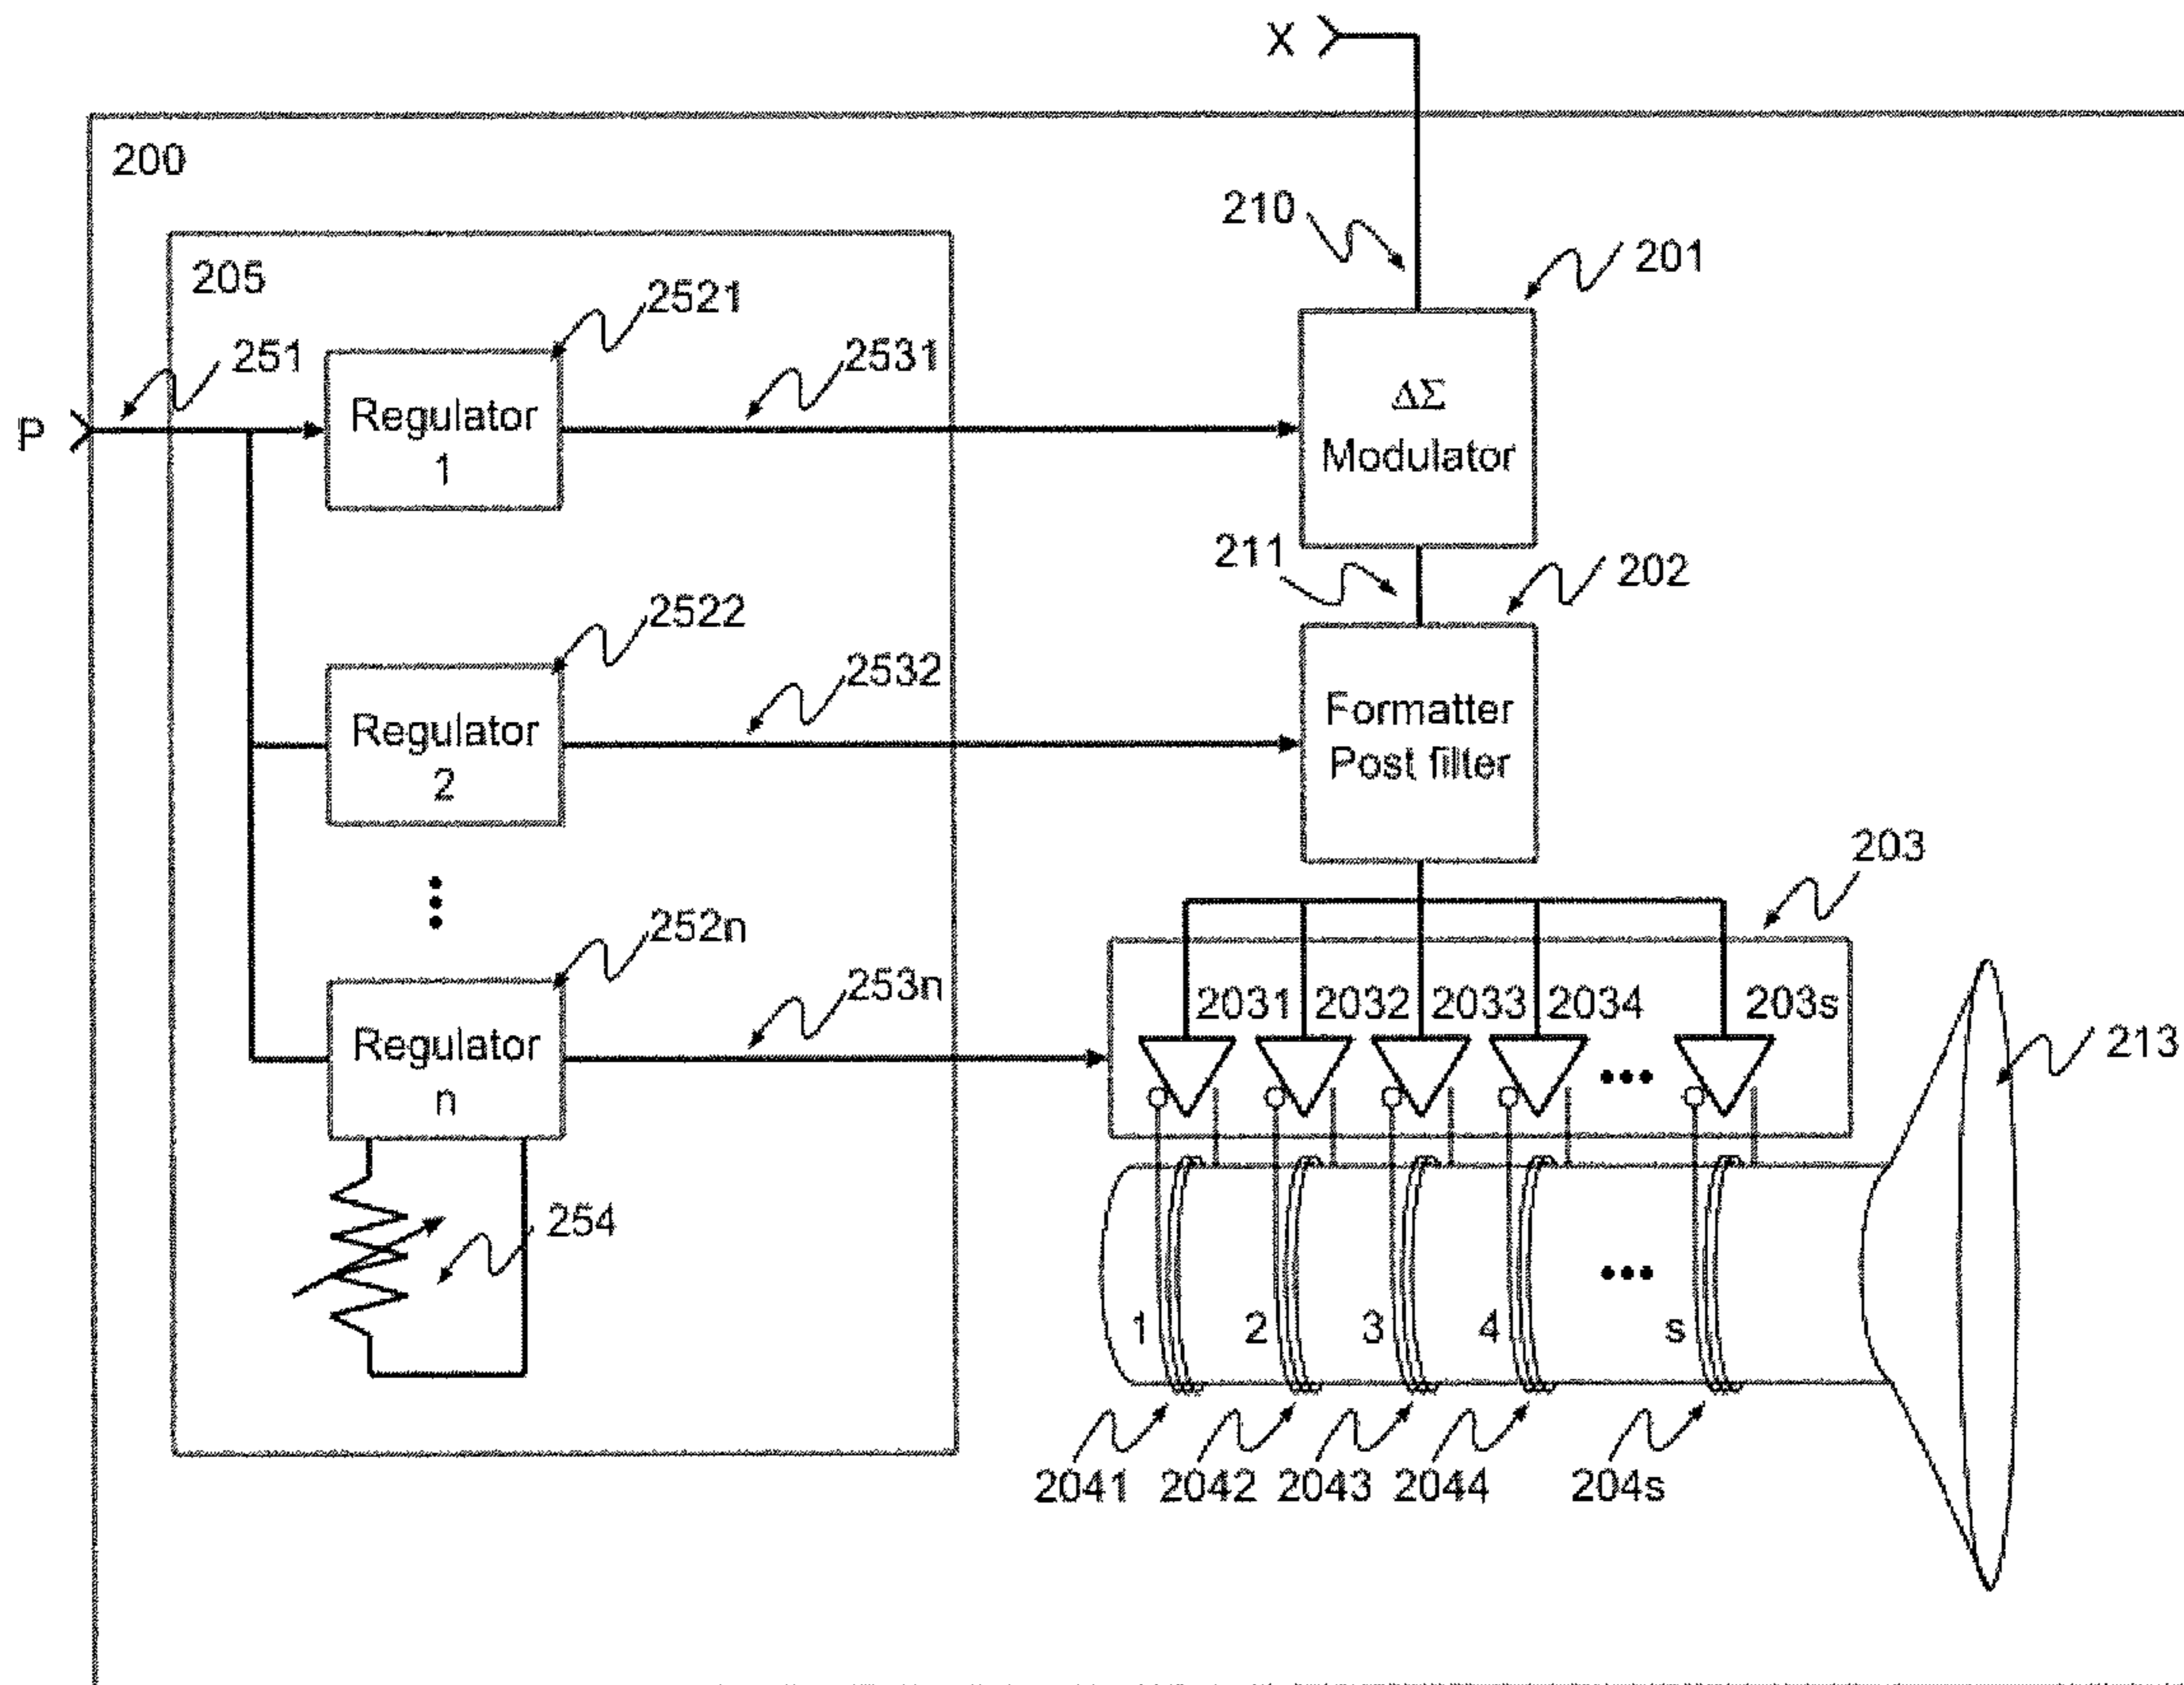 X
200
210
201
205
2521
251
2531
P
Regulator
1
ΔΣ
Modulator
211
202
2522
2532
Regulator
2
Formatter
Post filter
203
252n
253n
Regulator
n
2031
2032
2033
2034
203s
213
254
1
2
3
4
s
2041
2042
2043
2044
204s